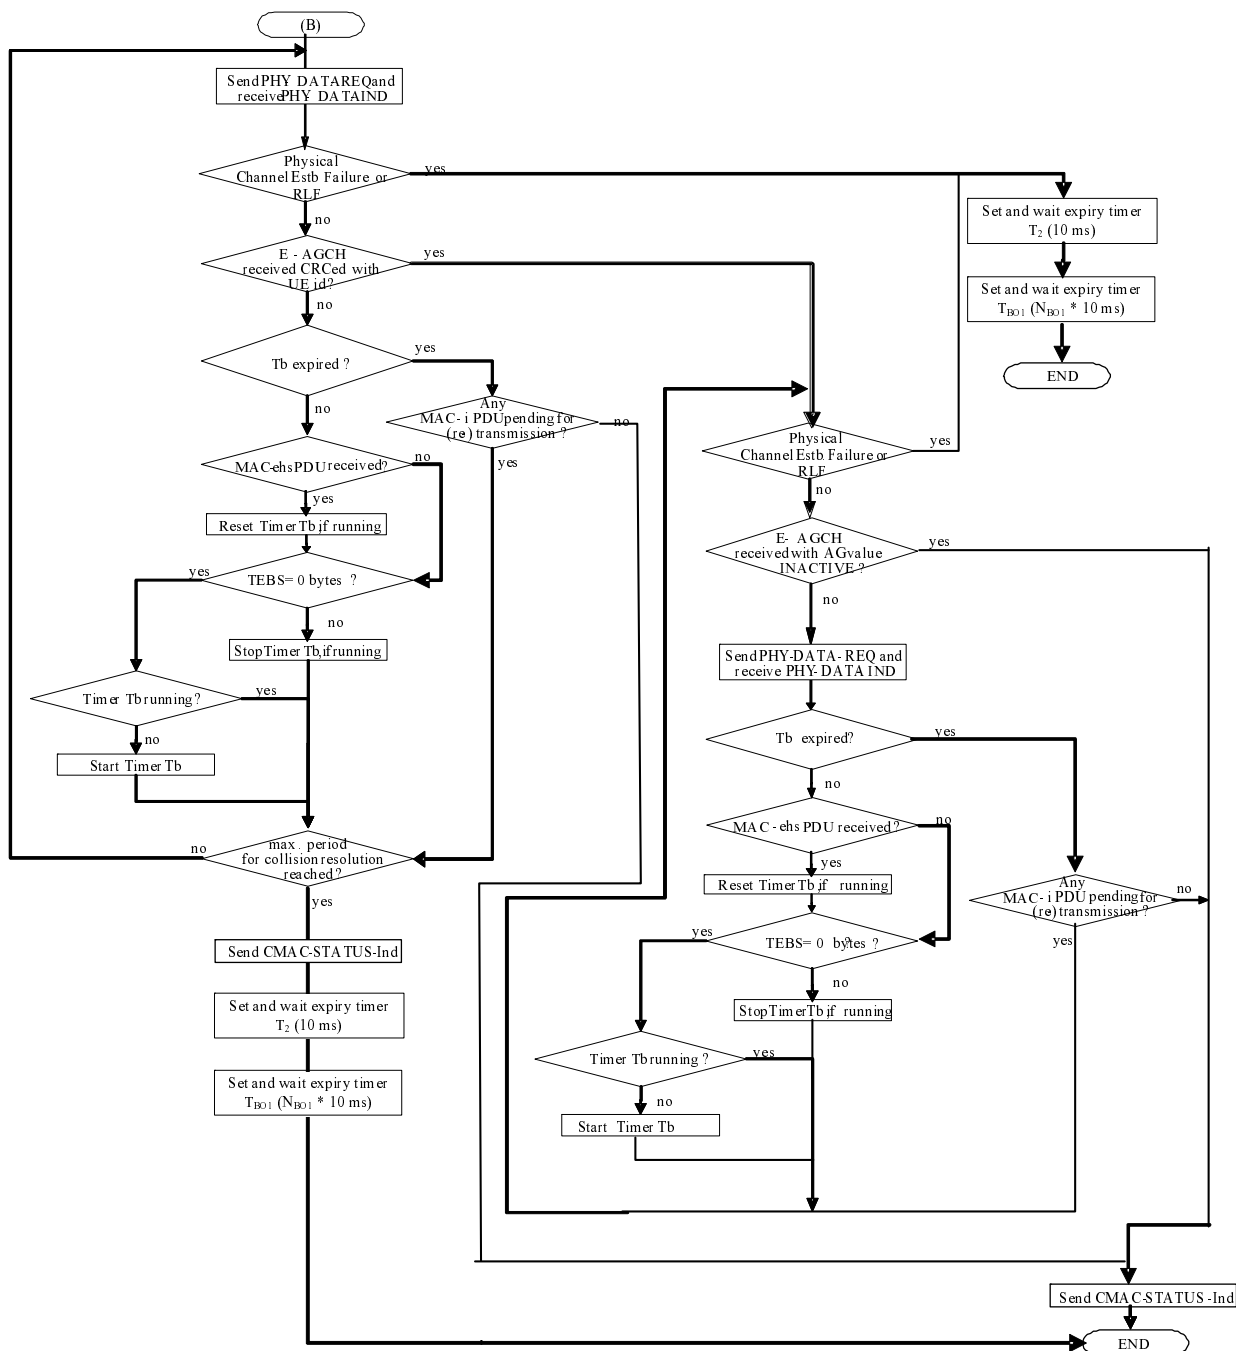 (B)
Send PHY DATAREQ and
receive PHY DATAIND
Physical
Channel Estb Failure or
RLF
yes
no
Set and wait expiry timer
T2 (10 ms)
E - AGCH
received CRCed with
UE id?
yes
no
Set and wait expiry timer
TBO1 (NBO1 * 10 ms)
END
Tb expired ?
yes
no
Any
MAC- i PDU pending for
(re-) transmission ?
no
yes
Physical
Channel Estb Failure or
RLF
yes
no
MAC-ehs PDU received?
no
yes
Reset Timer Tb, if running
E- AGCH
received with AG value
INACTIVE ?
yes
no
TEBS= 0 bytes ?
yes
no
Stop Timer Tb, if running
Send PHY-DATA- REQ and
receive PHY- DATA IND
Timer Tb running?
yes
no
Start Timer Tb
Tb expired?
yes
no
MAC - ehs PDU received?
no
yes
max. period
for collision resolution
reached?
no
yes
Reset Timer Tb, if running
Any
MAC- i PDU pending for
(re-) transmission ?
no
yes
Send CMAC-STATUS-Ind
TEBS= 0 bytes ?
yes
no
Set and wait expiry timer
T2 (10 ms)
Stop Timer Tb, if running
Timer Tb running ?
yes
no
Set and wait expiry timer
TBO1 (NBO1 * 10 ms)
Start Timer Tb
Send CMAC-STATUS -Ind
END